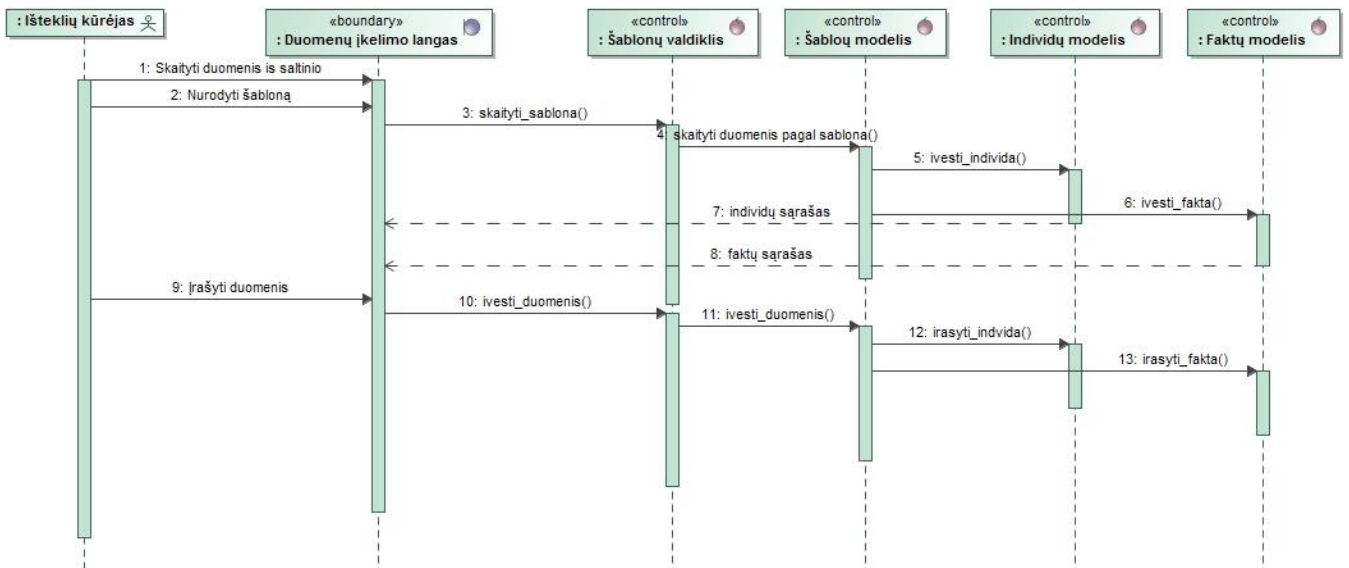 : Išteklių kūrėjas
«boundary»
: Duomenų įkelimo langas
«control»
: Šablonų valdiklis
«control»
: Šabloų modelis
«control»
: Individų modelis
«control»
: Faktų modelis
1: Skaityti duomenis is saltinio
2: Nurodyti šabloną
3: skaityti_sablona()
4: skaityti duomenis pagal sablona()
5: ivesti_individa()
6: ivesti_fakta()
7: individų sąrašas
8: faktų sąrašas
9: Įrašyti duomenis
10: ivesti_duomenis()
11: ivesti_duomenis()
12: irasyti_indvida()
13: irasyti_fakta()